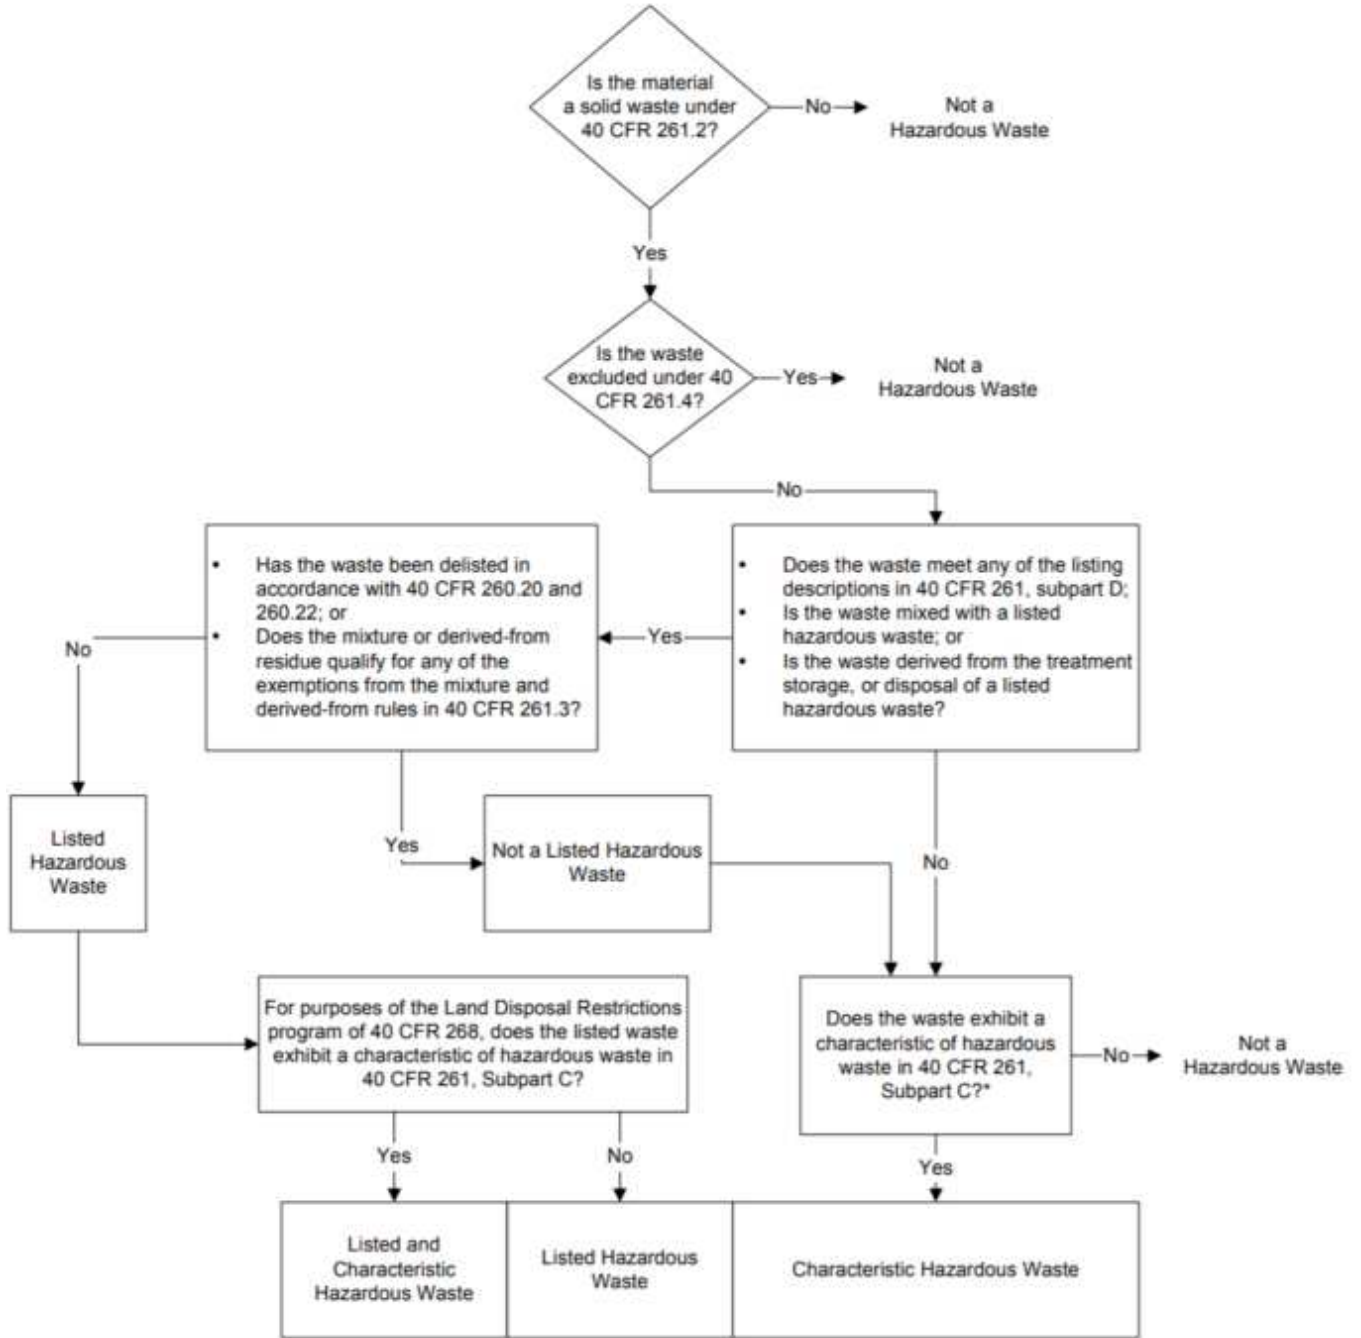 Is the material
a solid waste under
40 CFR 261.2?
No
Not a
Hazardous Waste
Yes
Is the waste
excluded under 40
CFR 261.4?
Yes
Not a
Hazardous Waste
No
• Has the waste been delisted in
accordance with 40 CFR 260.20 and
260.22; or
• Does the mixture or derived-from
residue qualify for any of the
exemptions from the mixture and
derived-from rules in 40 CFR 261.3?
Yes
• Does the waste meet any of the listing
descriptions in 40 CFR 261, subpart D;
• Is the waste mixed with a listed
hazardous waste; or
• Is the waste derived from the treatment
storage, or disposal of a listed
hazardous waste?
No
Listed
Hazardous
Waste
Yes
Not a Listed Hazardous
Waste
No
For purposes of the Land Disposal Restrictions
program of 40 CFR 268, does the listed waste
exhibit a characteristic of hazardous waste in
40 CFR 261, Subpart C?
Does the waste exhibit a
characteristic of hazardous
waste in 40 CFR 261,
Subpart C?*
No
Not a
Hazardous Waste
Yes
No
Yes
Listed and
Characteristic
Hazardous Waste
Listed Hazardous
Waste
Characteristic Hazardous Waste